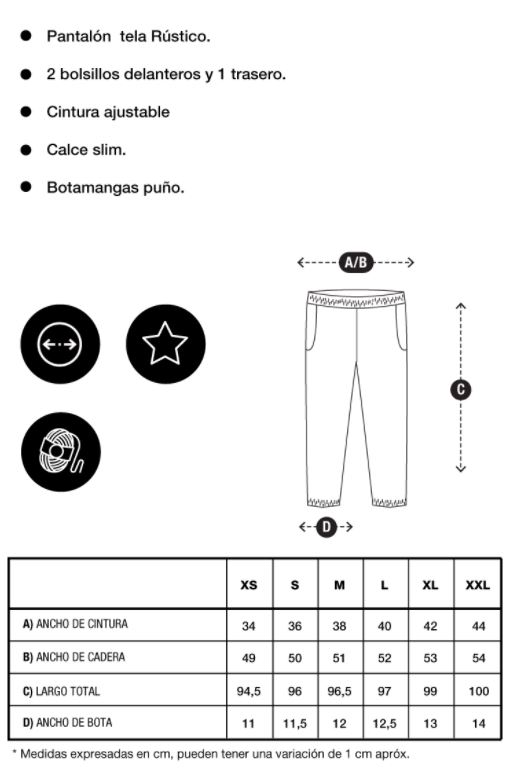 Pantalón tela Rústico.
2 bolsillos delanteros y 1 trasero.
Cintura ajustable
Calce slim.
Botamangas puño.
A/B
C
D
XS S M L XL XXL
A) ANCHO DE CINTURA 34 36 38 40 42 44
B) ANCHO DE CADERA 49 50 51 52 53 54
C) LARGO TOTAL 94,5 96 96,5 97 99 100
D) ANCHO DE BOTA 11 11,5 12 12,5 13 14
* Medidas expresadas en cm, pueden tener una variación de 1 cm apróx.